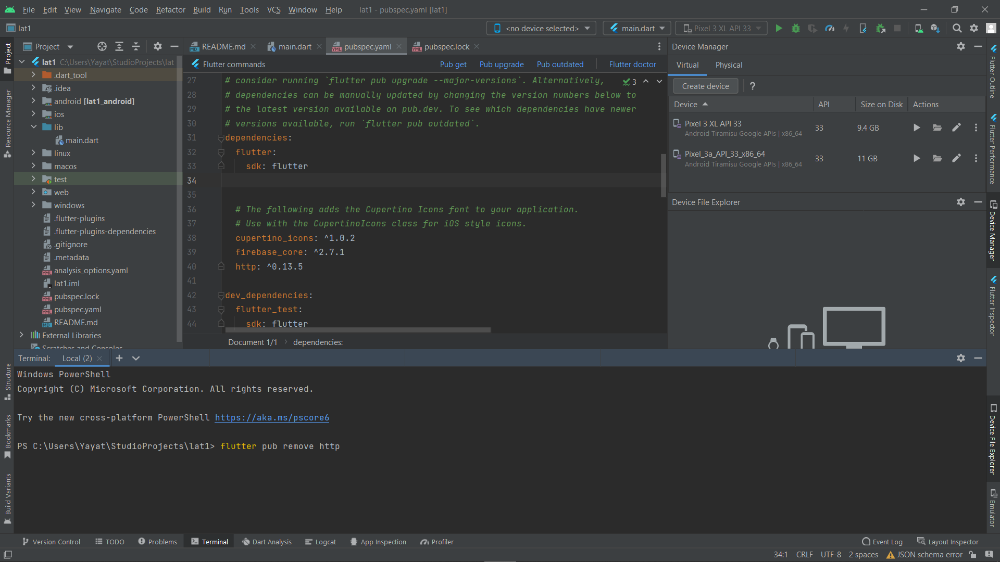 File Edit View Navigate Code Refactor Build Run Tools VCS Window Help lat1 - pubspec.yaml [lat1]
lat1 <no device selected> main.dart Pixel 3 XL API 33
Project
Resource Manager
Structure
Bookmarks
Build Variants
Project
lat1 C:\Users\Yayat\StudioProjects\lat
.dart_tool
.idea
android [lat1_android]
ios
lib
main.dart
linux
macos
test
web
windows
.flutter-plugins
.flutter-plugins-dependencies
.gitignore
.metadata
analysis_options.yaml
lat1.iml
pubspec.lock
pubspec.yaml
README.md
External Libraries
Scratches and Consoles
README.md main.dart pubspec.yaml pubspec.lock
Flutter commands Pub get Pub upgrade Pub outdated Flutter doctor
3
27 # consider running `flutter pub upgrade --major-versions`. Alternatively,
28 # dependencies can be manually updated by changing the version numbers below to
29 # the latest version available on pub.dev. To see which dependencies have newer
30 # versions available, run `flutter pub outdated`.
31 dependencies:
32 flutter:
33 sdk: flutter
34
35
36 # The following adds the Cupertino Icons font to your application.
37 # Use with the CupertinoIcons class for iOS style icons.
38 cupertino_icons: ^1.0.2
39 firebase_core: ^2.7.1
40 http: ^0.13.5
41
42 dev_dependencies:
43 flutter_test:
44 sdk: flutter
Document 1/1 dependencies:
Device Manager
Virtual Physical
Create device ?
Device API Size on Disk Actions
Pixel 3 XL API 33 33 9.4 GB
Android Tiramisu Google APIs | x86_64
Pixel_3a_API_33_x86_64 33 11 GB
Android Tiramisu Google APIs | x86_64
Device File Explorer
Flutter Outline
Flutter Performance
Device Manager
Flutter Inspector
Device File Explorer
Emulator
Terminal: Local (2)
Windows PowerShell
Copyright (C) Microsoft Corporation. All rights reserved.
Try the new cross-platform PowerShell https://aka.ms/pscore6
PS C:\Users\Yayat\StudioProjects\lat1> flutter pub remove http
Version Control TODO Problems Terminal Dart Analysis Logcat App Inspection Profiler Event Log Layout Inspector
34:1 CRLF UTF-8 2 spaces JSON schema error